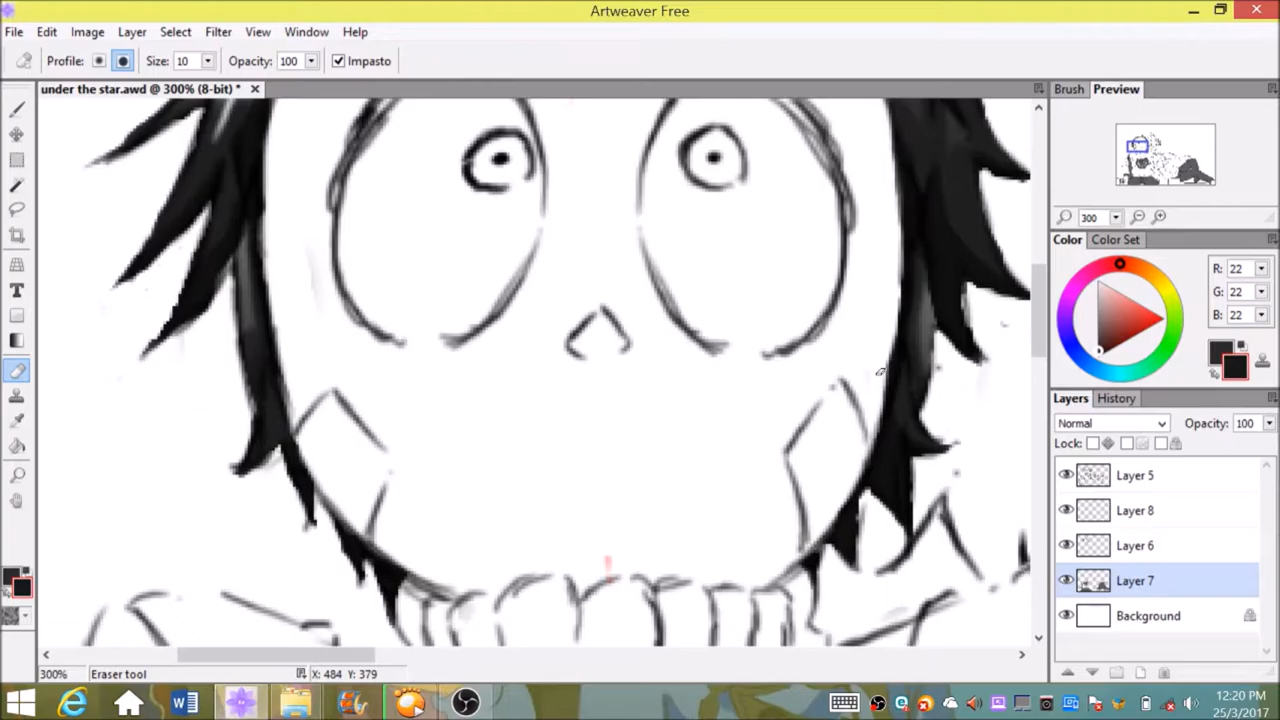 Artweaver Free
File Edit Image Layer Select Filter View Window Help
Profile: Size: 10 Opacity: 100 Impasto
under the star.awd @ 300% (8-bit) *
Brush Preview
300
Color Color Set
R: 22
G: 22
B: 22
Layers History
Normal Opacity: 100
Lock:
Layer 5
Layer 8
Layer 6
Layer 7
Background
300% Eraser tool X: 484 Y: 379
12:20 PM
25/3/2017